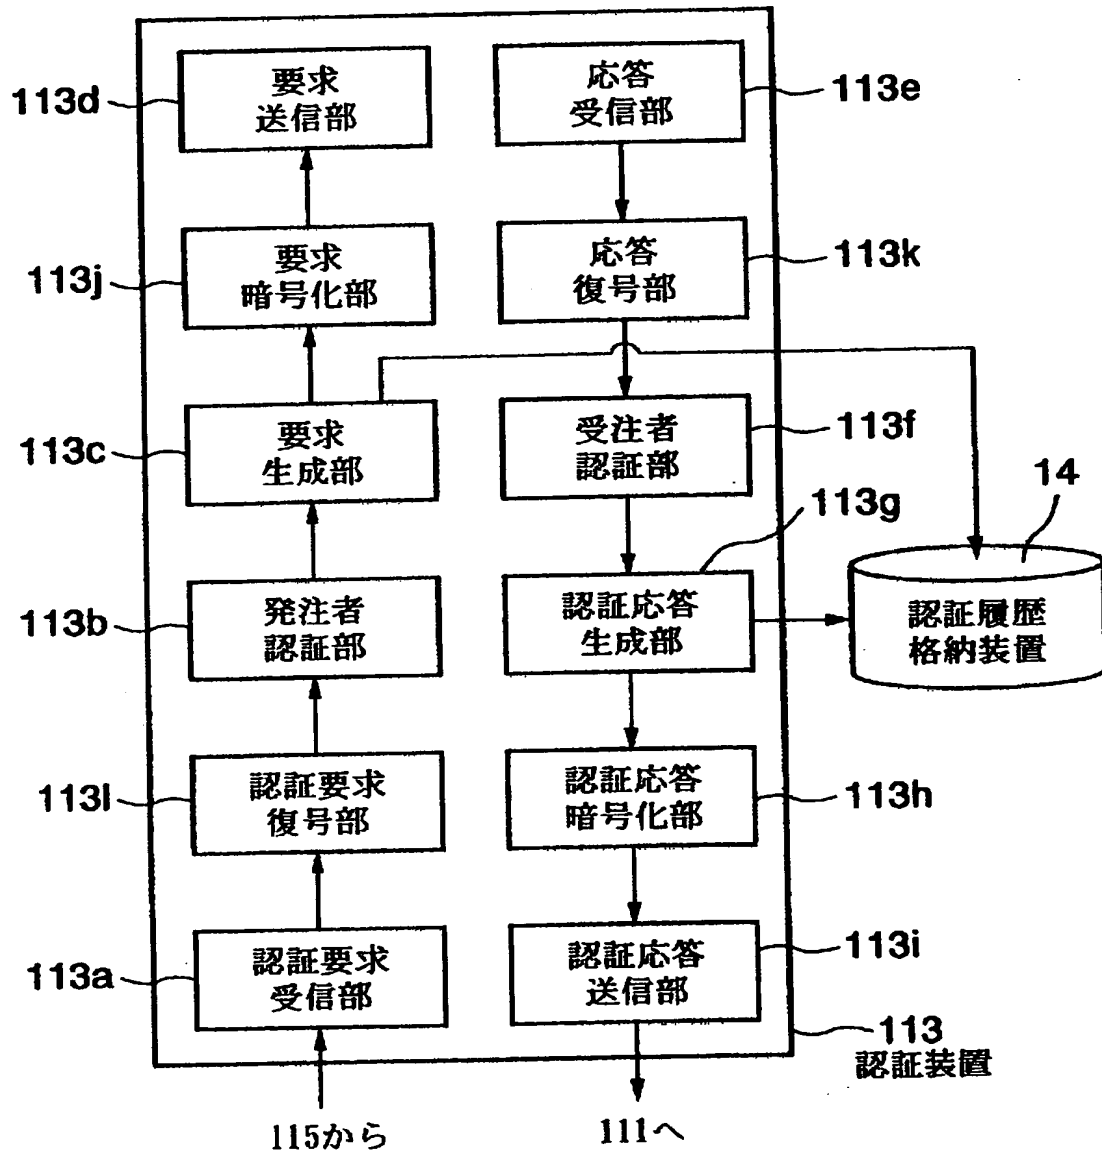 要求
送信部
113d
応答
受信部
113e
要求
暗号化部
113j
応答
復号部
113k
要求
生成部
113c
受注者
認証部
113f
113g
14
発注者
認証部
113b
認証応答
生成部
認証履歴
格納装置
認証要求
復号部
113l
認証応答
暗号化部
113h
認証要求
受信部
113a
認証応答
送信部
113i
113
認証装置
115から
111へ